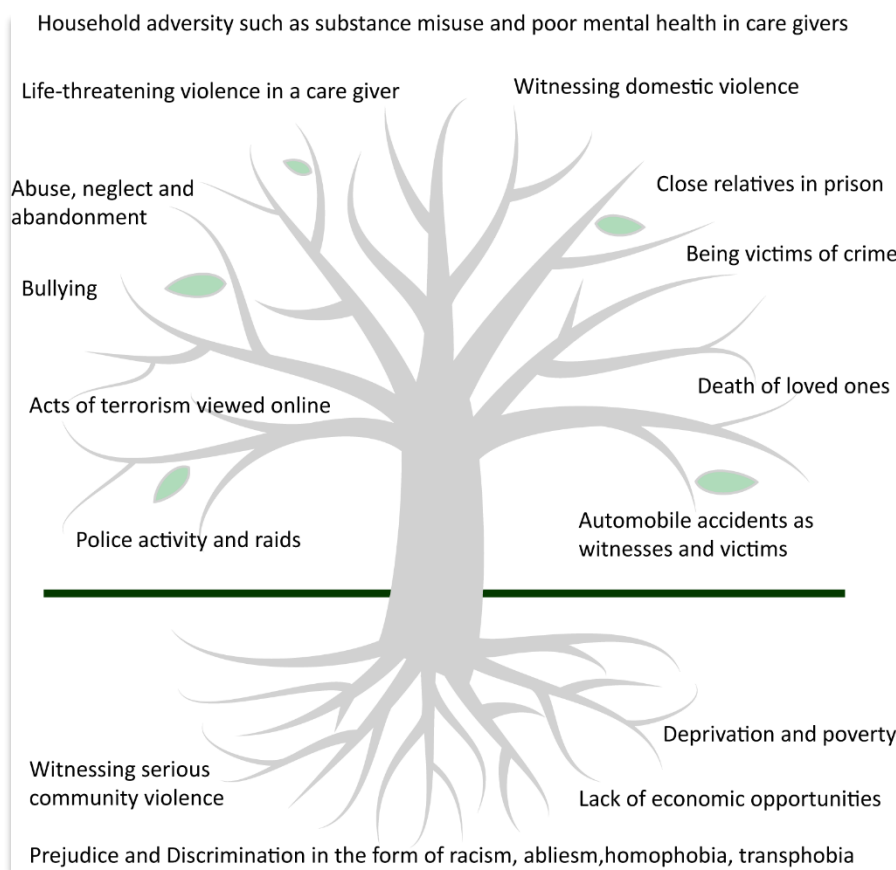 Household adversity such as substance misuse and poor mental health in care givers
Life-threatening violence in a care giver
Witnessing domestic violence
Abuse, neglect and
abandonment
Close relatives in prison
Being victims of crime
Bullying
Death of loved ones
Acts of terrorism viewed online
Automobile accidents as
witnesses and victims
Police activity and raids
Deprivation and poverty
Witnessing serious
community violence
Lack of economic opportunities
Prejudice and Discrimination in the form of racism, abliesm,homophobia, transphobia